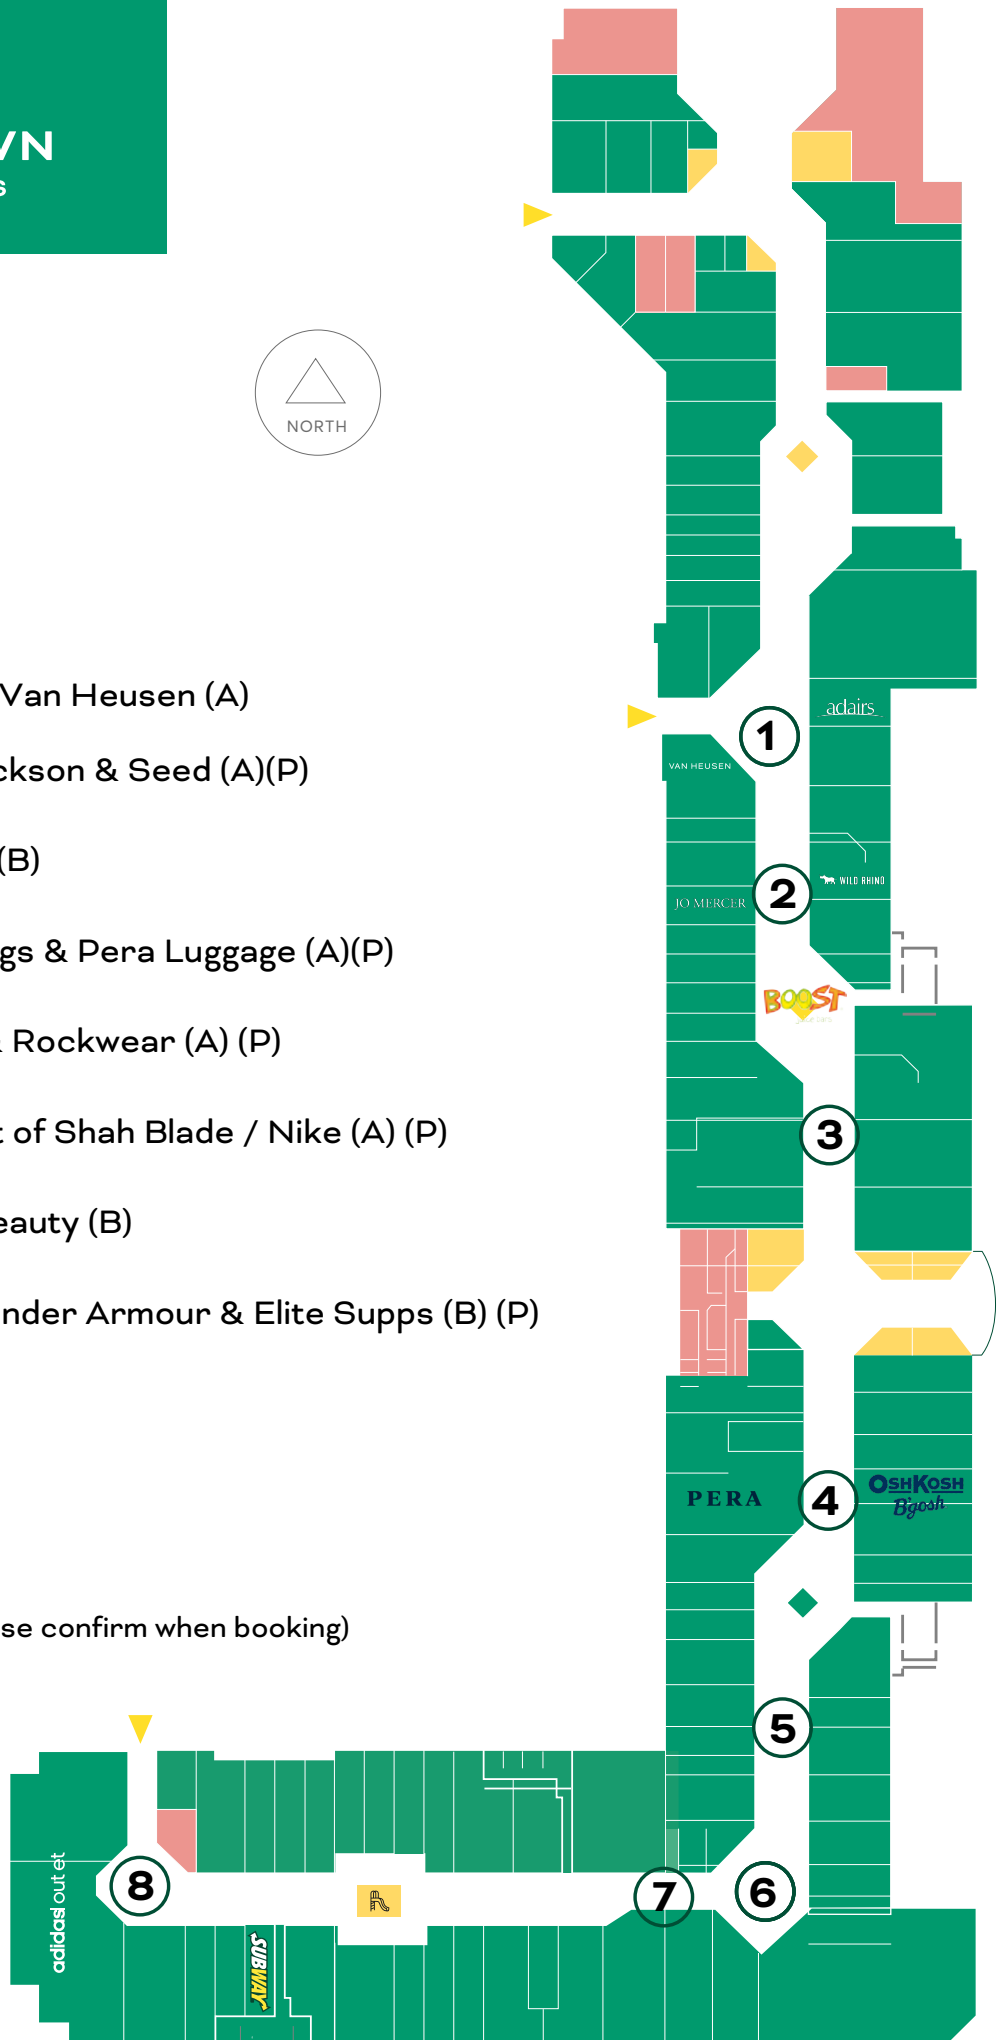 WN
S
NORTH
Van Heusen (A)
ckson & Seed (A)(P)
(B)
gs & Pera Luggage (A)(P)
& Rockwear (A) (P)
t of Shah Blade / Nike (A) (P)
eauty (B)
nder Armour & Elite Supps (B) (P)
se confirm when booking)
adairs
1
VAN HEUSEN
WILD RHINO
2
JO MERCER
BOOST
3
PERA
4
OSHKOSH
B'gosh
5
6
7
8
adidas outlet
SUBWAY